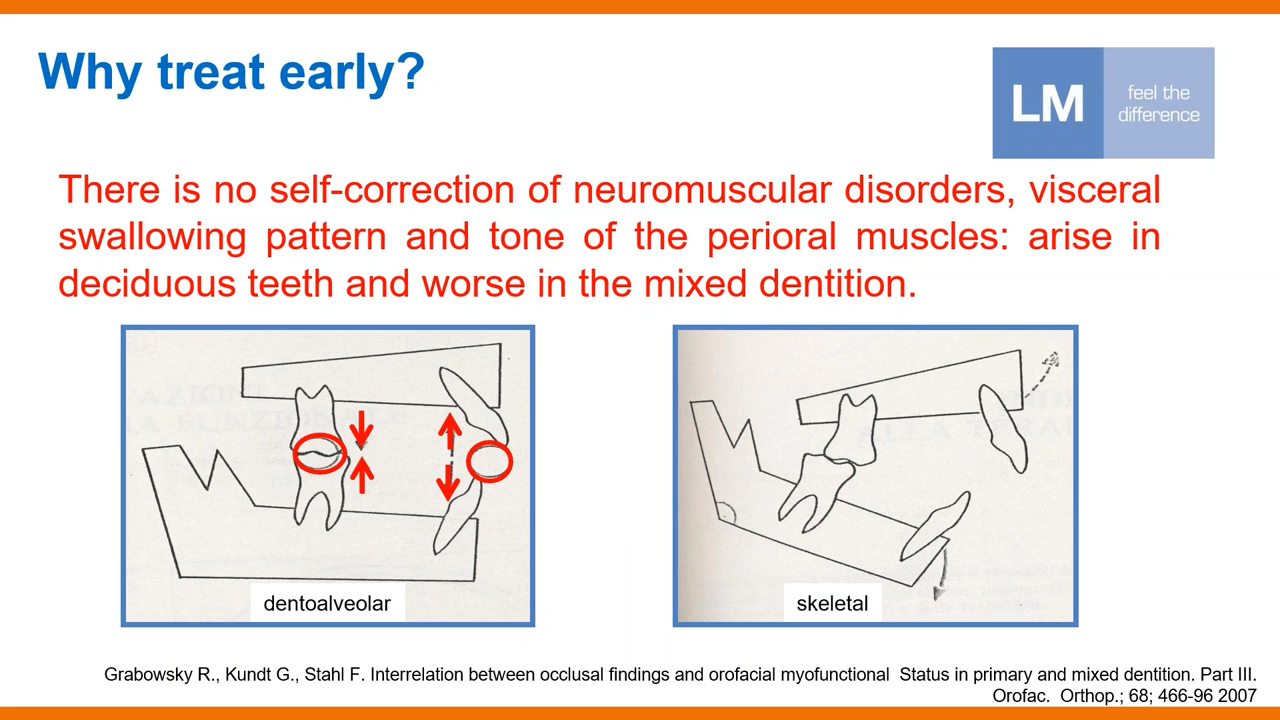 Why treat early?
LM
feel the
difference
There is no self-correction of neuromuscular disorders, visceral
swallowing pattern and tone of the perioral muscles: arise in
deciduous teeth and worse in the mixed dentition.
dentoalveolar
skeletal
Grabowsky R., Kundt G., Stahl F. Interrelation between occlusal findings and orofacial myofunctional Status in primary and mixed dentition. Part III.
Orofac. Orthop.; 68; 466-96 2007